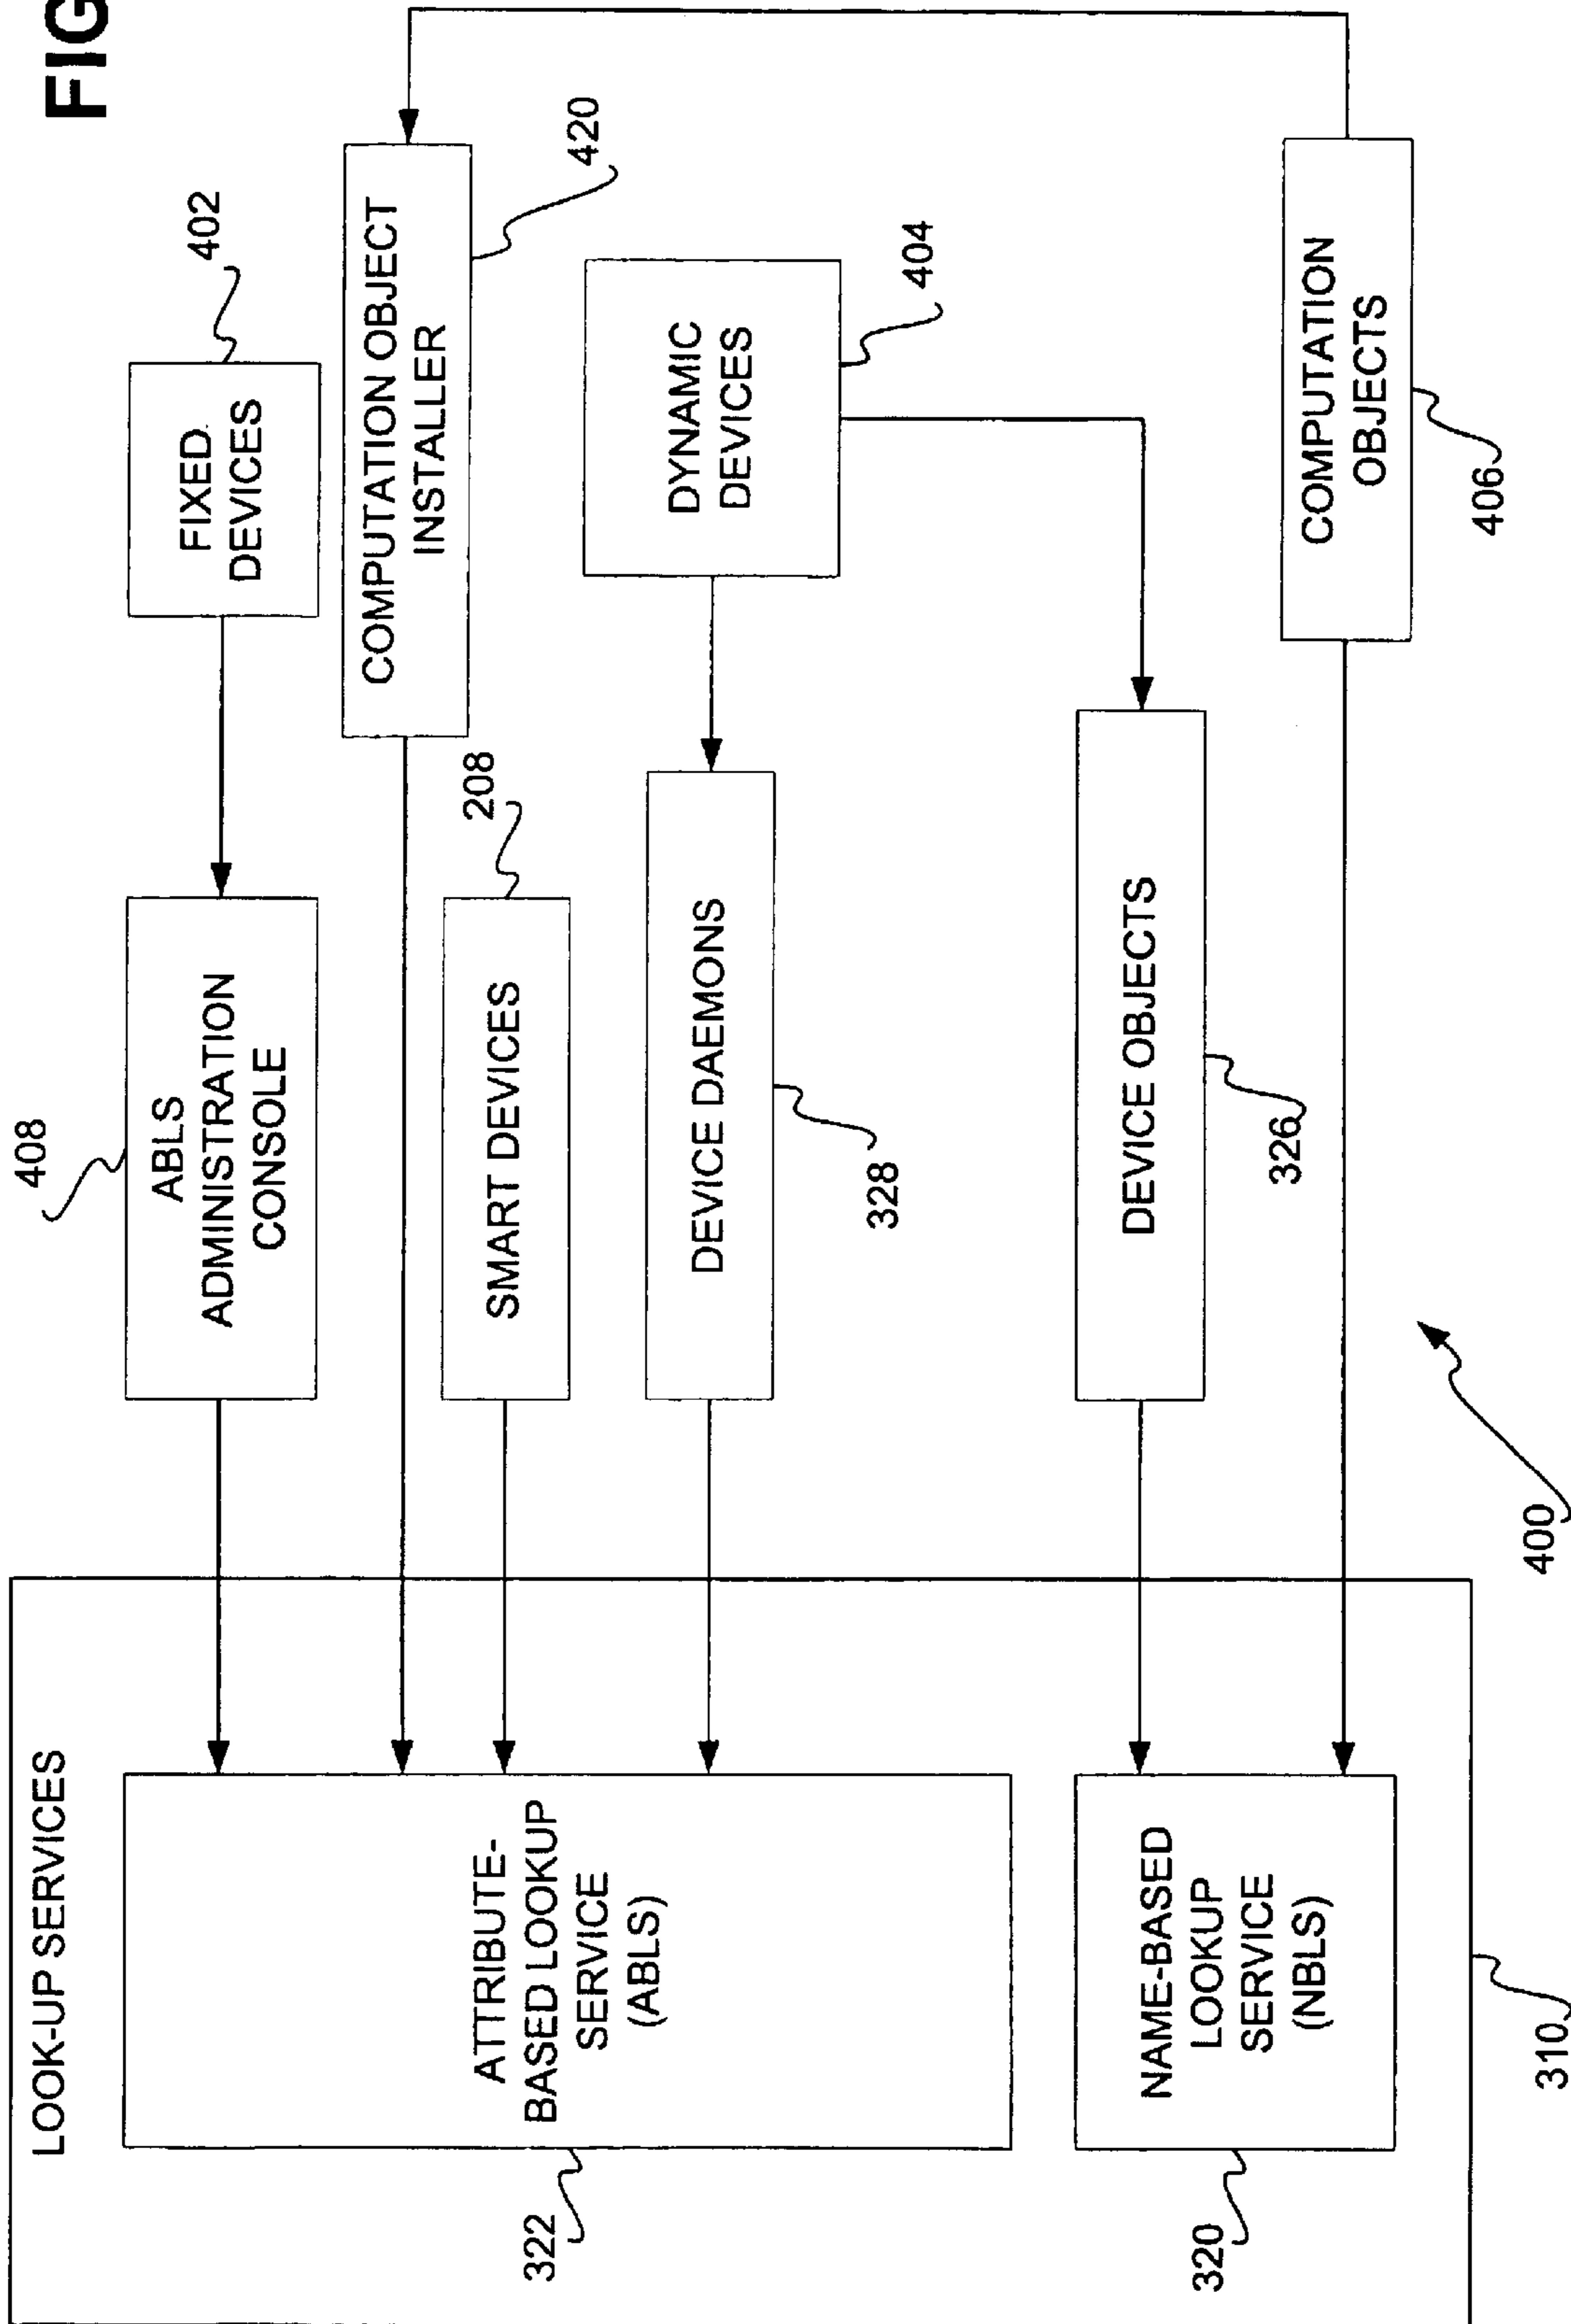 FIG
LOOK-UP SERVICES
ATTRIBUTE-
BASED LOOKUP
SERVICE
(ABLS)
322
NAME-BASED
LOOKUP
SERVICE
(NBLS)
320
310
408
ABLS
ADMINISTRATION
CONSOLE
FIXED
DEVICES
402
COMPUTATION OBJECT
INSTALLER
420
SMART DEVICES
208
DEVICE DAEMONS
328
DYNAMIC
DEVICES
404
DEVICE OBJECTS
326
COMPUTATION
OBJECTS
406
400